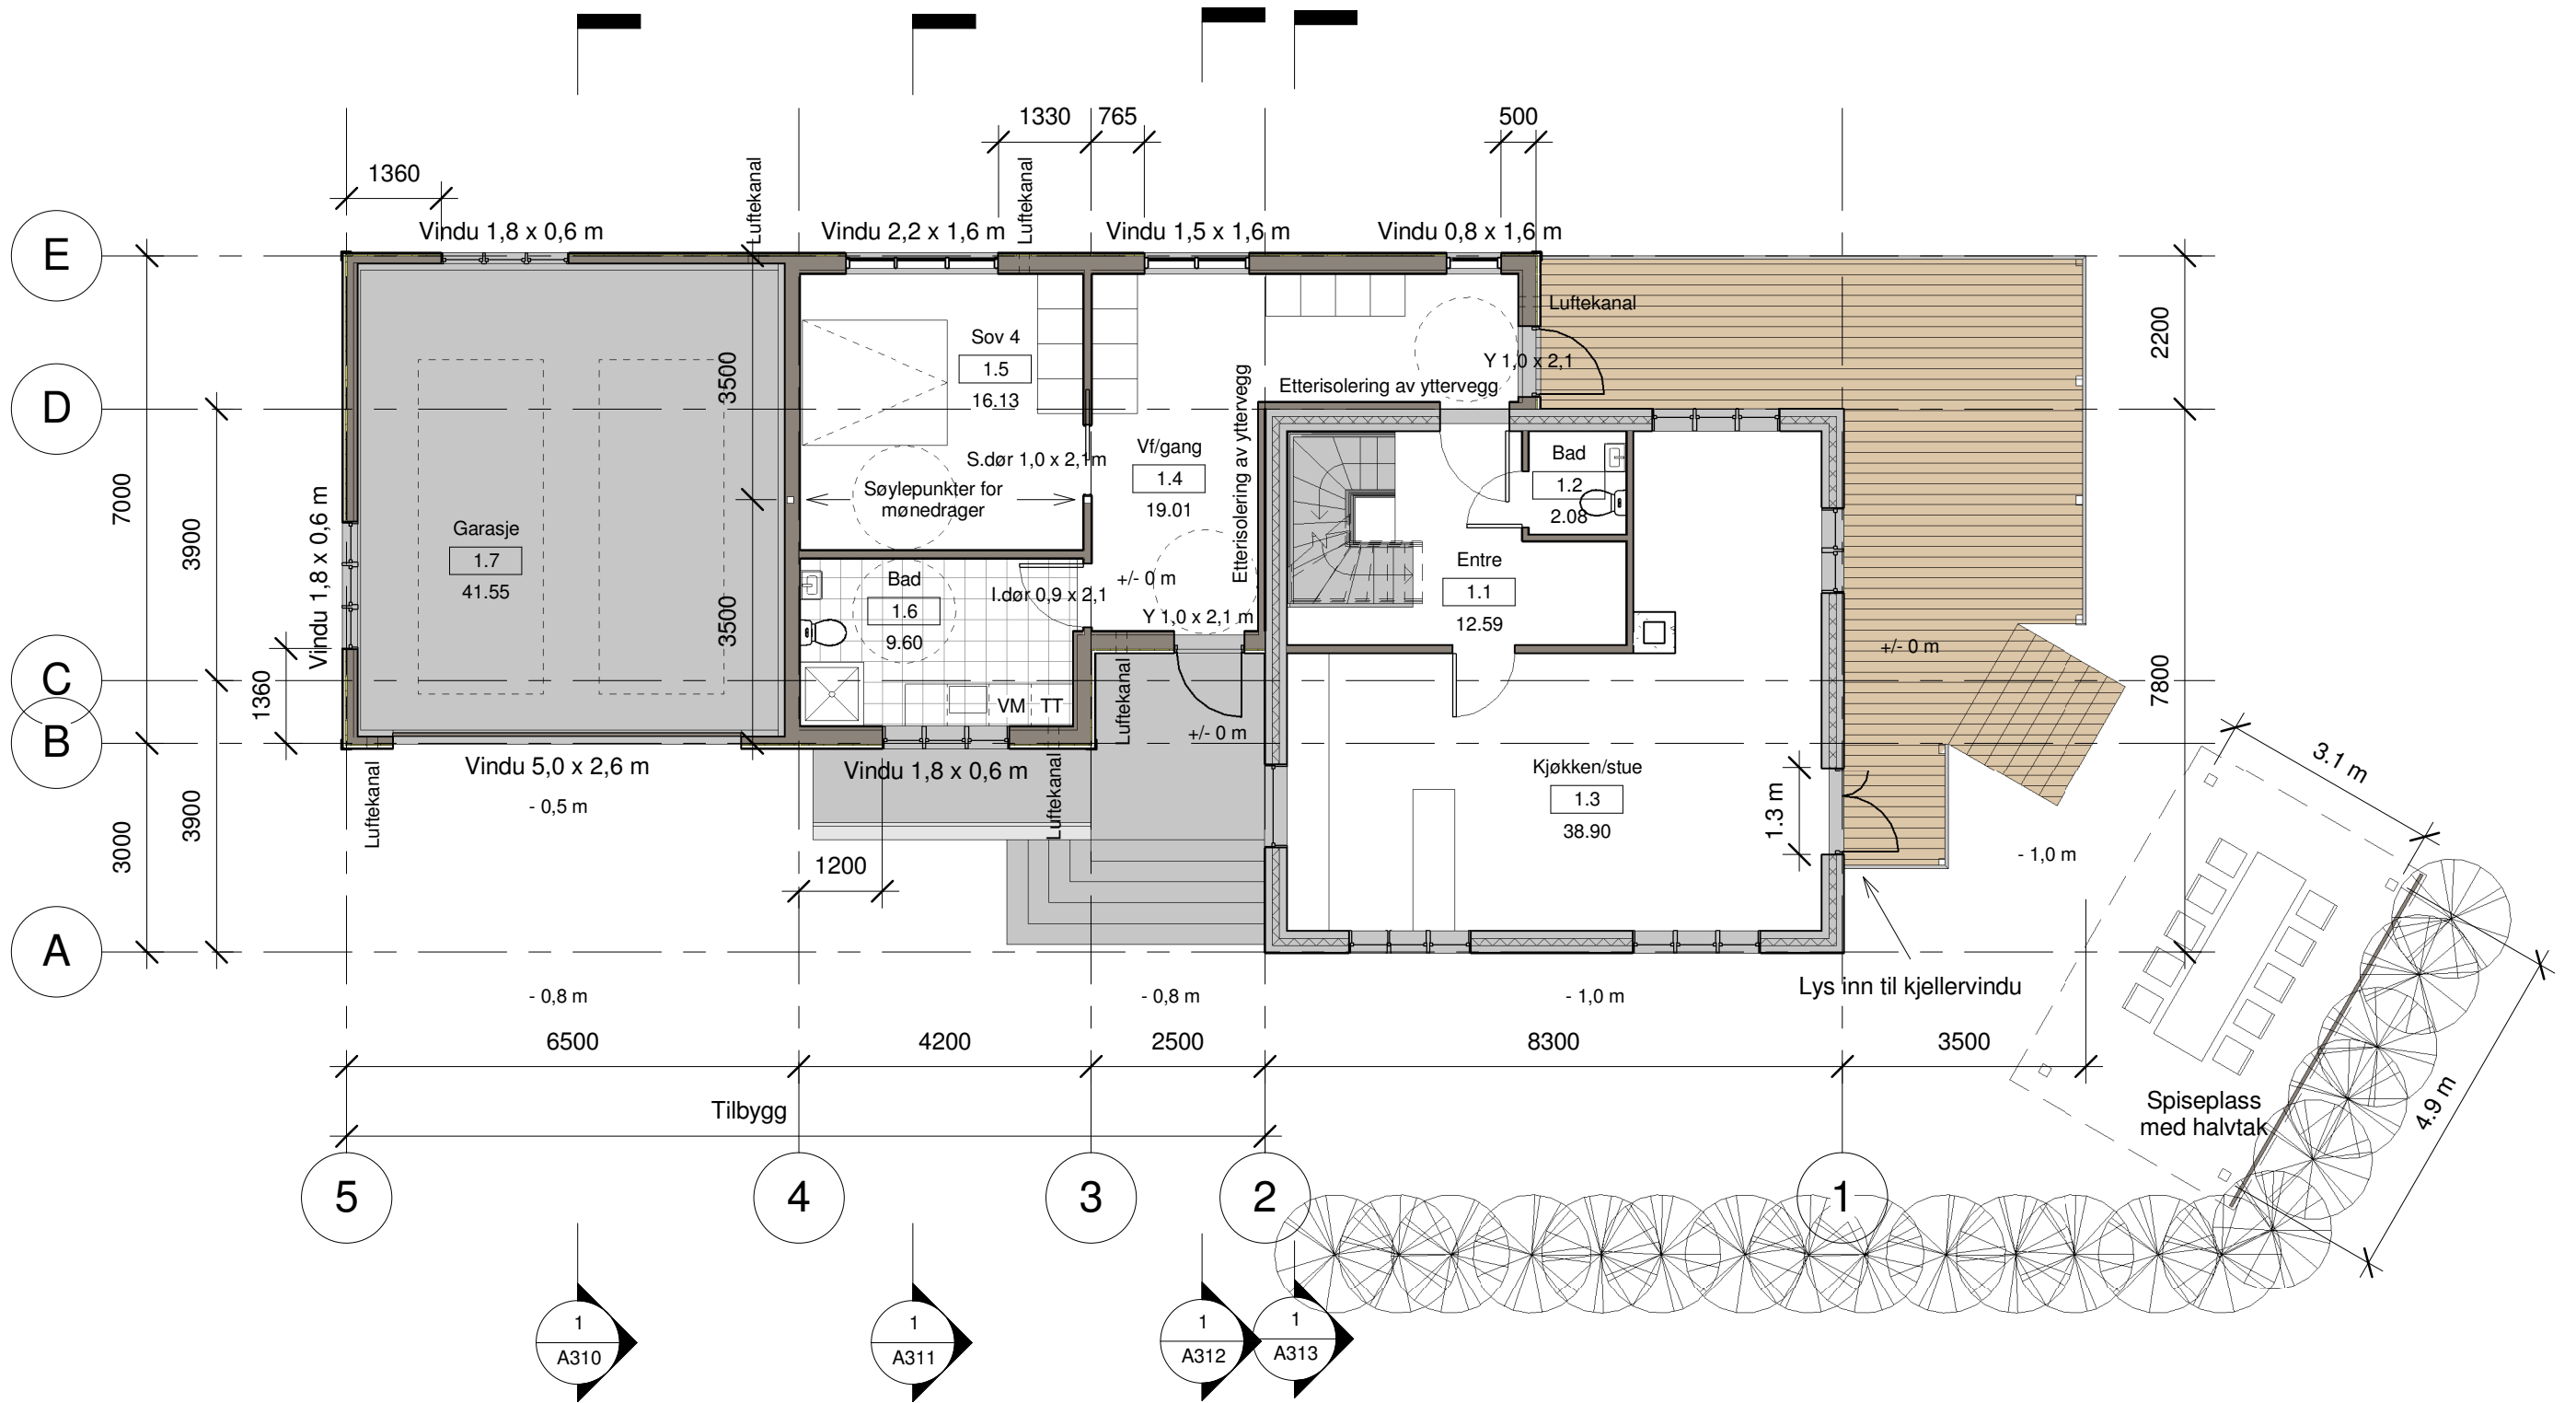 1330
765
500
1360
Luftekanal
Luftekanal
Vindu 1,8 x 0,6 m
Vindu 2,2 x 1,6 m
Vindu 1,5 x 1,6 m
Vindu 0,8 x 1,6 m
E
Luftekanal
2200
Sov 4
1.5
16.13
3500
Y 1,0 x 2,1
Etterisolering av yttervegg
Etterisolering av yttervegg
D
7000
3900
Vf/gang
1.4
19.01
S.dør 1,0 x 2,1m
Søylepunkter for
mønedrager
Bad
1.2
2.08
Vindu 1,8 x 0,6 m
Garasje
1.7
41.55
Entre
1.1
12.59
Bad
1.6
9.60
I.dør 0,9 x 2,1
+/- 0 m
Y 1,0 x 2,1 m
3500
+/- 0 m
C
1360
7800
VM
TT
Luftekanal
+/- 0 m
B
Vindu 5,0 x 2,6 m
Vindu 1,8 x 0,6 m
Kjøkken/stue
1.3
38.90
1.3 m
3.1 m
Luftekanal
- 0,5 m
Luftekanal
3000
3900
1200
- 1,0 m
A
Lys inn til kjellervindu
- 0,8 m
- 0,8 m
- 1,0 m
6500
4200
2500
8300
3500
Tilbygg
Spiseplass
med halvtak
4.9 m
5
4
3
2
1
1
A310
1
A311
1
A312
1
A313